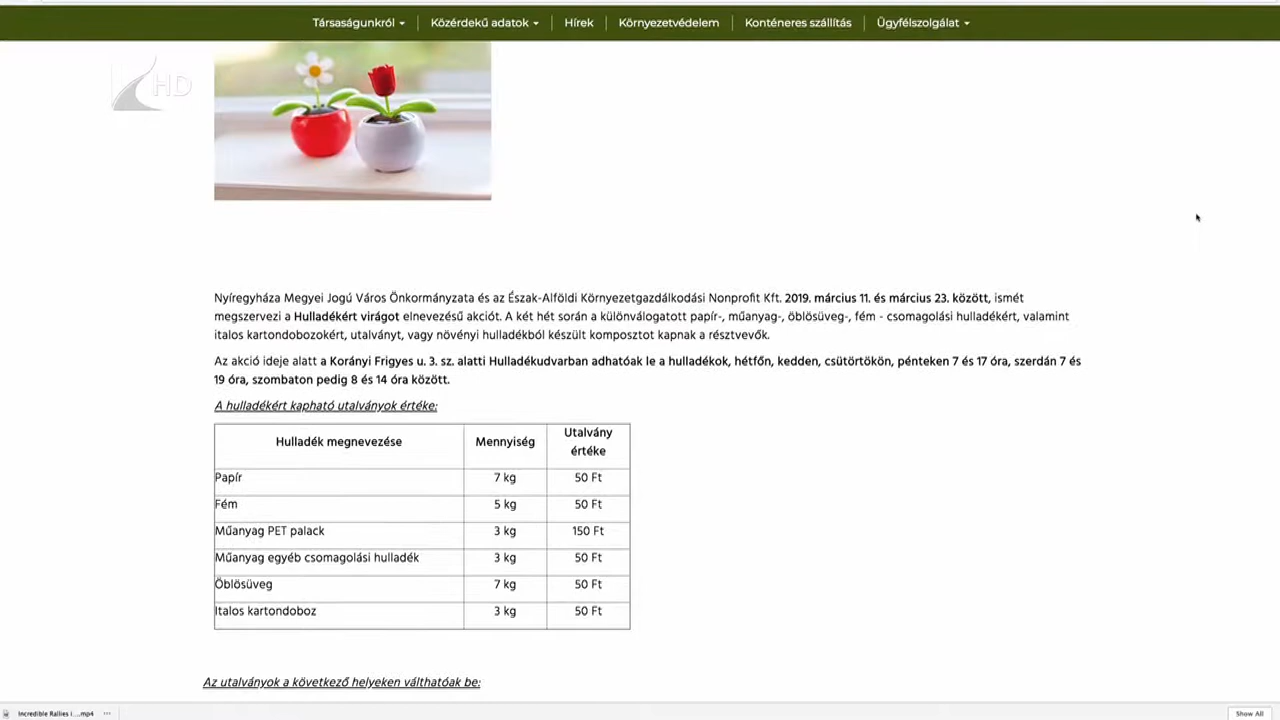 Társaságunkról
Közérdekű adatok
Hírek
Környezetvédelem
Konténeres szállítás
Ügyfélszolgálat
HD
Nyíregyháza Megyei Jogú Város Önkormányzata és az Észak-Alföldi Környezetgazdálkodási Nonprofit Kft. 2019. március 11. és március 23. között, ismét
megszervezi a Hulladékért virágot elnevezésű akciót. A két hét során a különválogatott papír-, műanyag-, öblösüveg-, fém - csomagolási hulladékért, valamint
italos kartondobozokért, utalványt, vagy növényi hulladékból készült komposztot kapnak a résztvevők.
Az akció ideje alatt a Korányi Frigyes u. 3. sz. alatti Hulladékudvarban adhatóak le a hulladékok, hétfőn, kedden, csütörtökön, pénteken 7 és 17 óra, szerdán 7 és
19 óra, szombaton pedig 8 és 14 óra között.
A hulladékért kapható utalványok értéke:
Hulladék megnevezése Mennyiség Utalvány
értéke
Papír 7 kg 50 Ft
Fém 5 kg 50 Ft
Műanyag PET palack 3 kg 150 Ft
Műanyag egyéb csomagolási hulladék 3 kg 50 Ft
Öblösüveg 7 kg 50 Ft
Italos kartondoboz 3 kg 50 Ft
Az utalványok a következő helyeken válthatóak be:
Incredible Rallies i....mp4
Show All